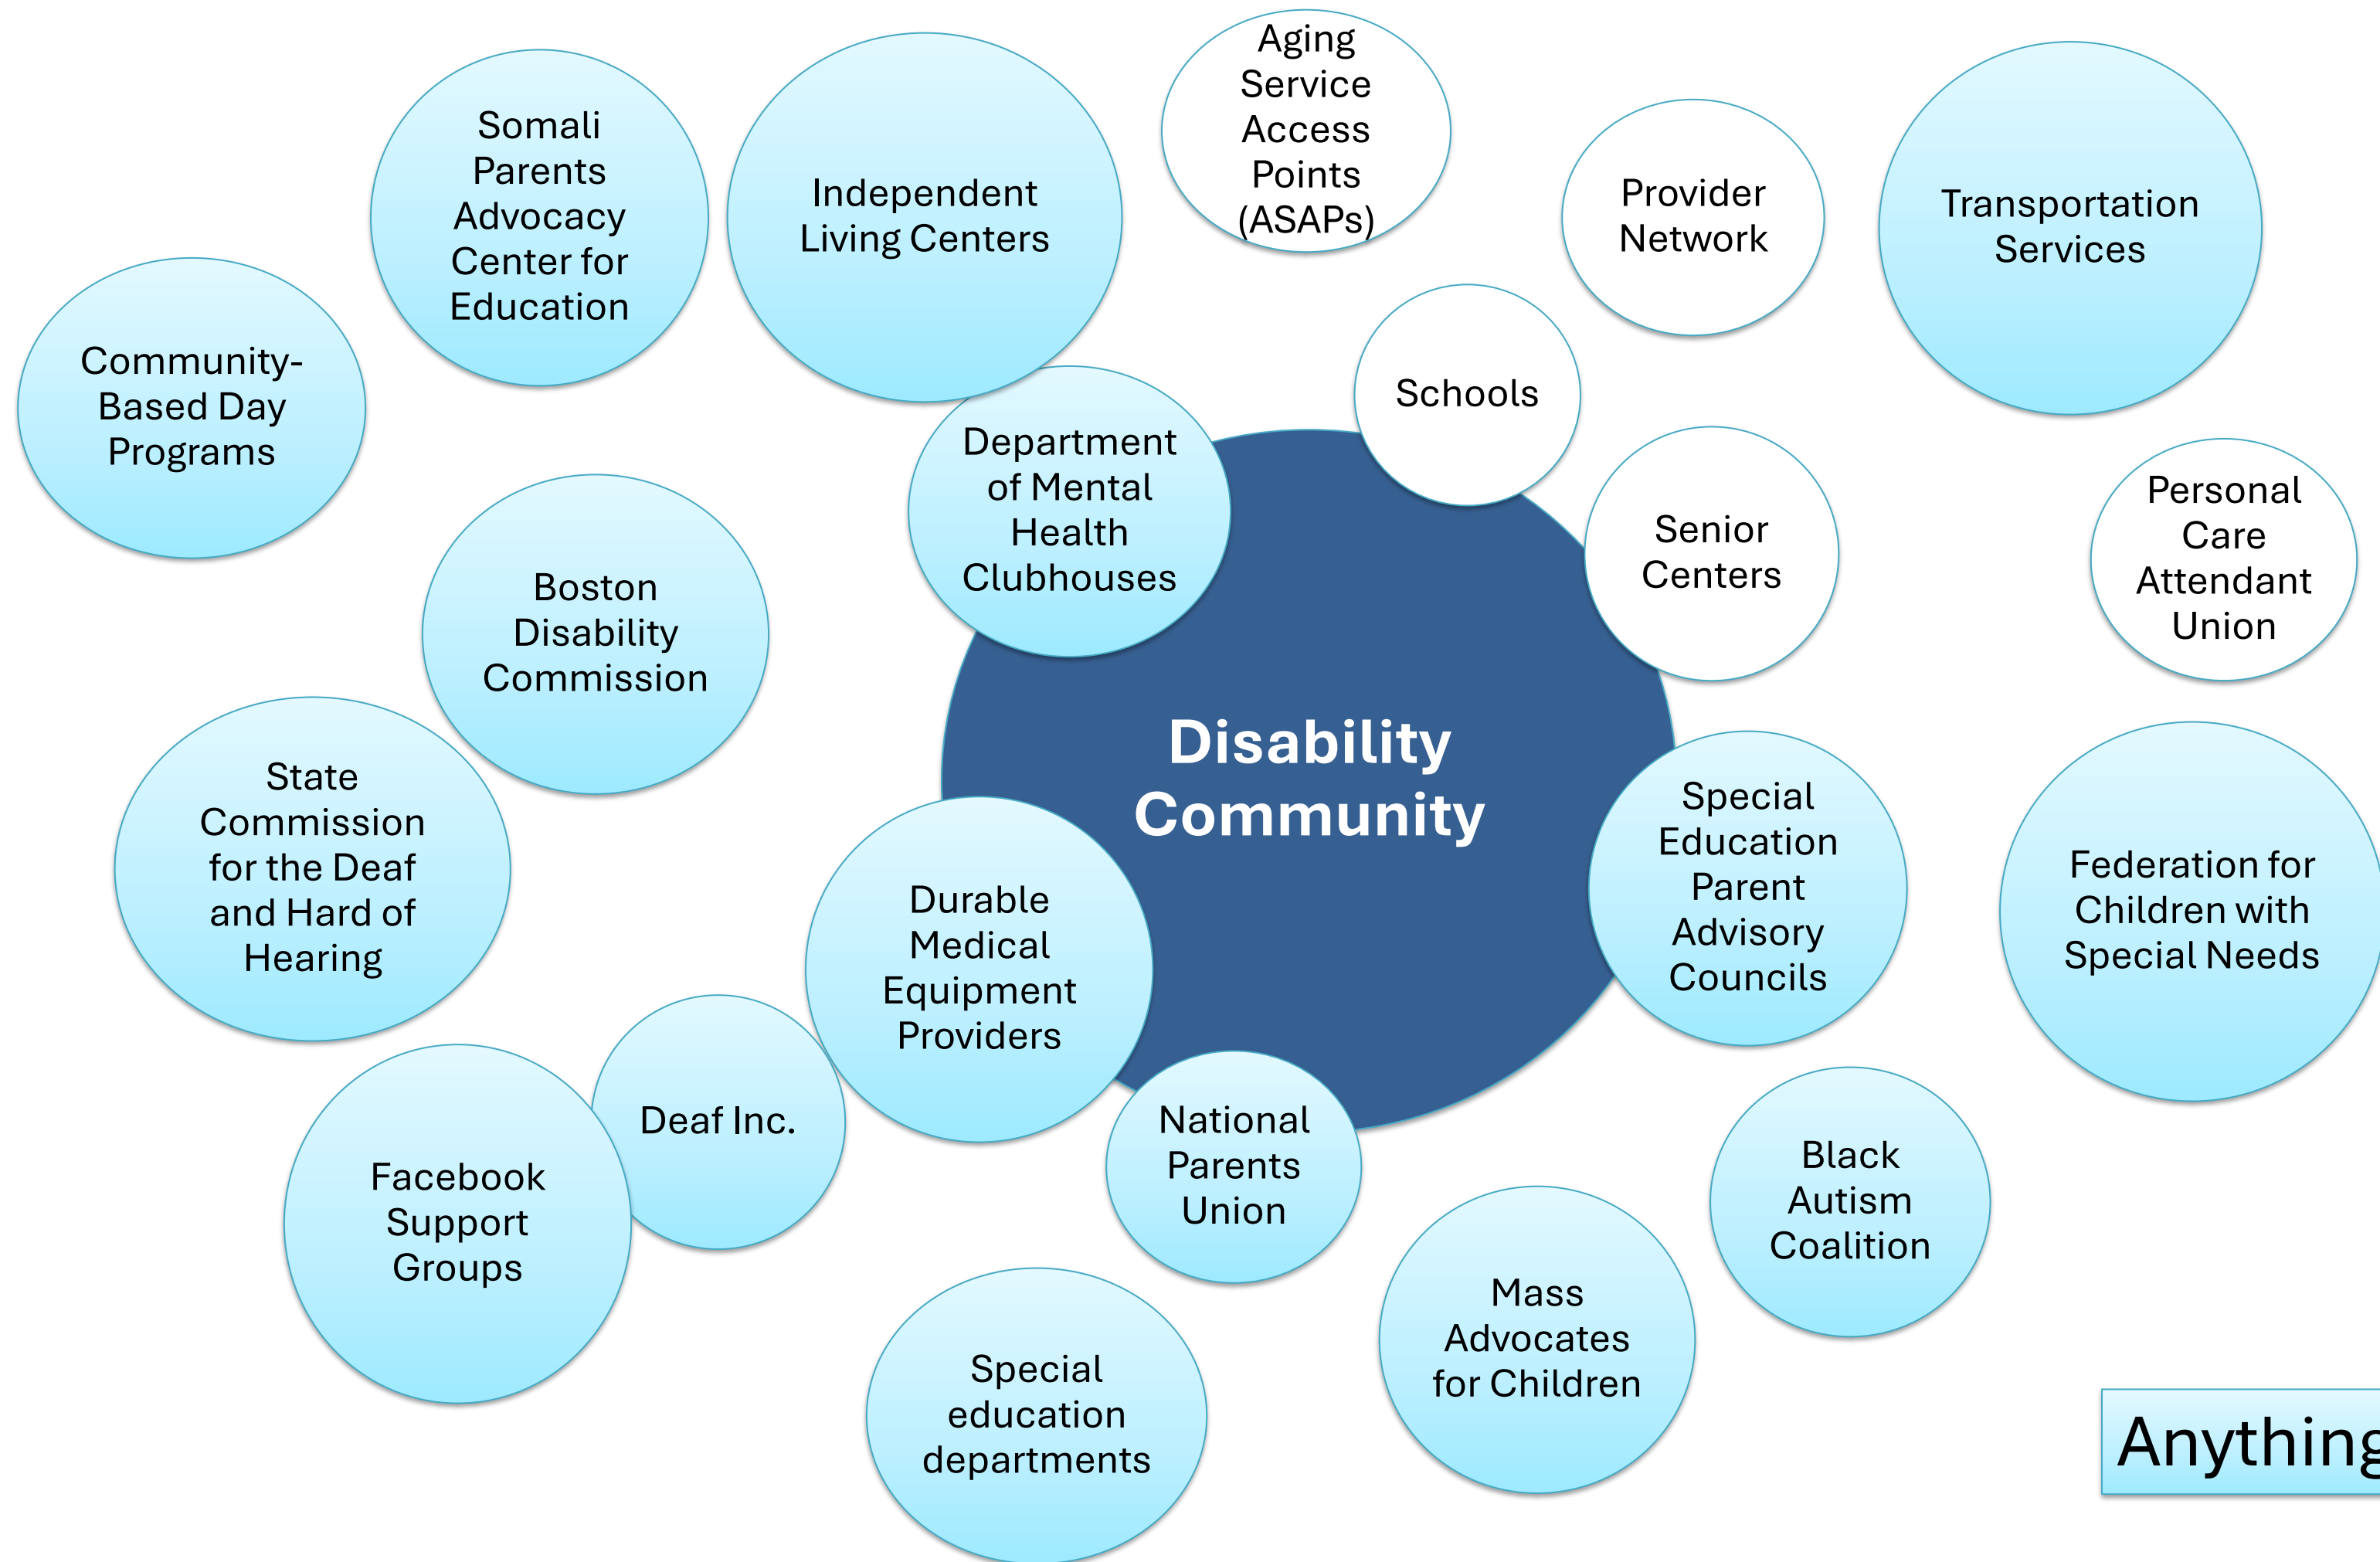 Aging
Service
Access
Points
(ASAPs)
Somali
Parents
Advocacy
Center for
Education
Independent
Living Centers
Provider
Network
Transportation
Services
Community-
Based Day
Programs
Schools
Department
of Mental
Health
Clubhouses
Senior
Centers
Personal
Care
Attendant
Union
Boston
Disability
Commission
Disability
Community
State
Commission
for the Deaf
and Hard of
Hearing
Durable
Medical
Equipment
Providers
Special
Education
Parent
Advisory
Councils
Federation for
Children with
Special Needs
Deaf Inc.
Facebook
Support
Groups
National
Parents
Union
Black
Autism
Coalition
Mass
Advocates
for Children
Special
education
departments
Anything